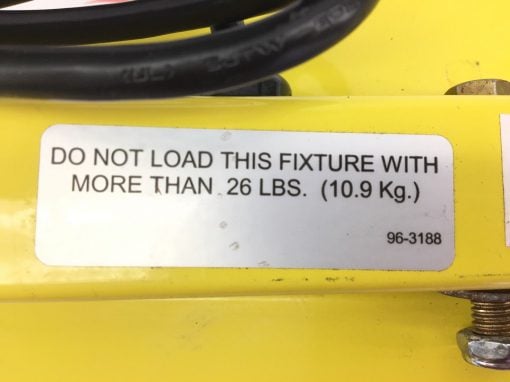 DO NOT LOAD THIS FIXTURE WITH
MORE THAN 26 LBS. (10.9 Kg.)
96-3188